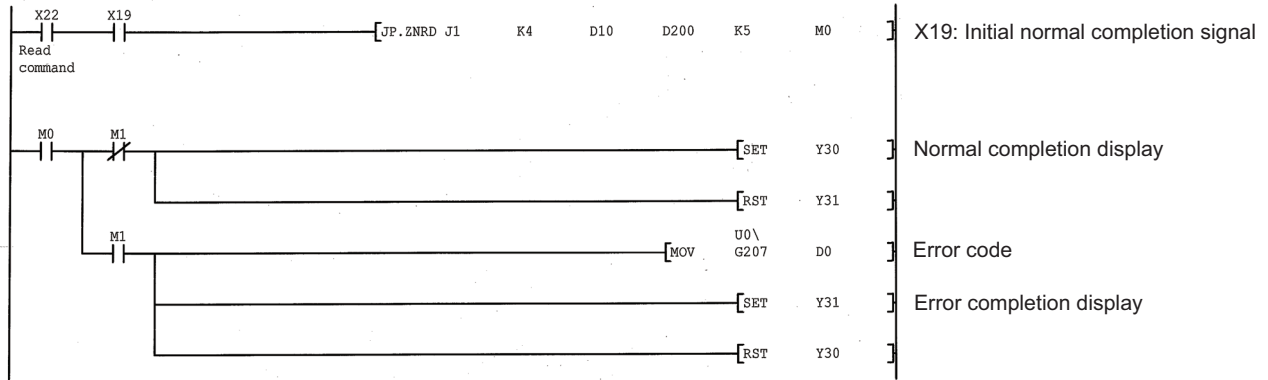 X22 X19
[JP.ZNRD J1 K4 D10 D200 K5 M0 ] X19: Initial normal completion signal
Read
command
M0 M1
[SET Y30 ] Normal completion display
[RST Y31 ]
M1 U0\
[MOV G207 D0 ] Error code
[SET Y31 ] Error completion display
[RST Y30 ]